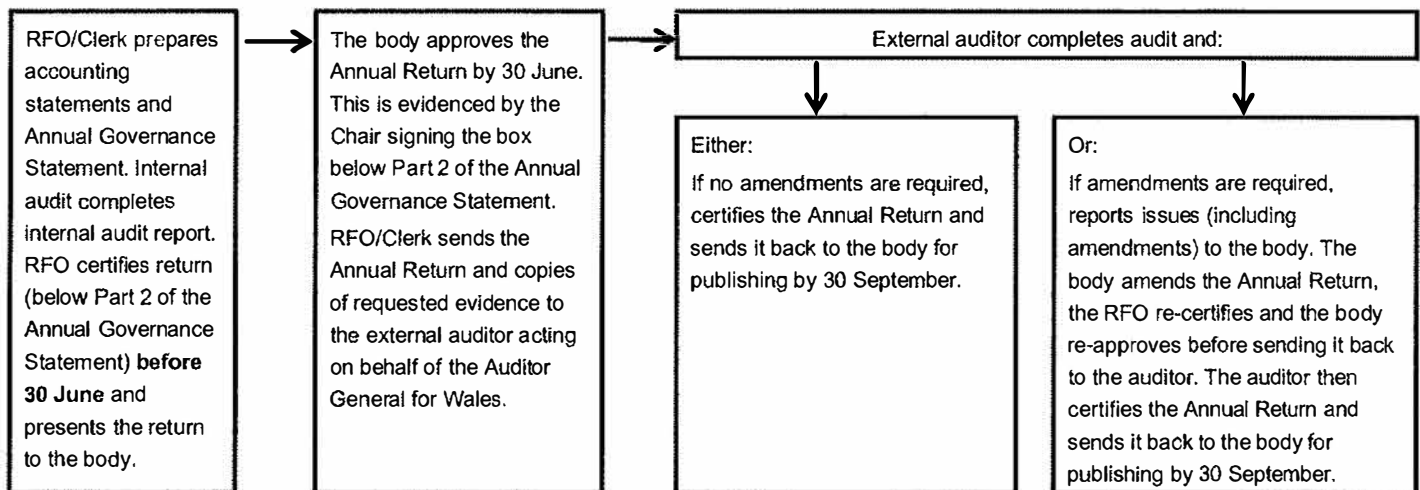 RFO/Clerk prepares
accounting
statements and
Annual Governance
Statement. Internal
audit completes
internal audit report.
RFO certifies return
(below Part 2 of the
Annual Governance
Statement) before
30 June and
presents the return
to the body.
The body approves the
Annual Return by 30 June.
This is evidenced by the
Chair signing the box
below Part 2 of the Annual
Governance Statement.
RFO/Clerk sends the
Annual Return and copies
of requested evidence to
the external auditor acting
on behalf of the Auditor
General for Wales.
External auditor completes audit and:
Either:
If no amendments are required,
certifies the Annual Return and
sends it back to the body for
publishing by 30 September.
Or:
If amendments are required,
reports issues (including
amendments) to the body. The
body amends the Annual Return,
the RFO re-certifies and the body
re-approves before sending it back
to the auditor. The auditor then
certifies the Annual Return and
sends it back to the body for
publishing by 30 September.